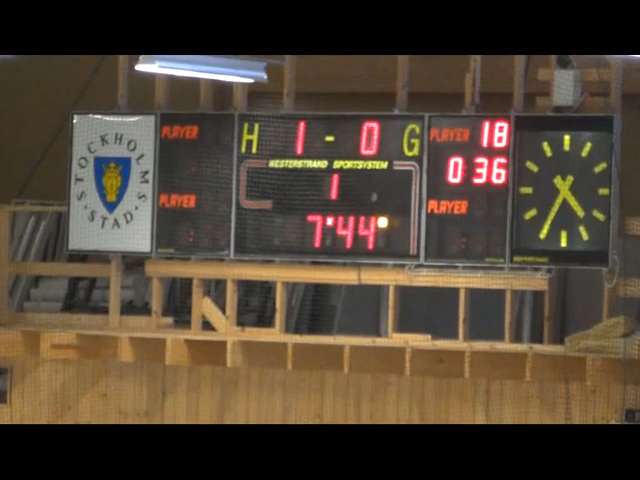 STOCKHOLMS
STAD
PLAYER
PLAYER
H 1 - 0 G
WESTERSTRAND SPORTSYSTEM
1
7:44
PLAYER 18
0:36
PLAYER